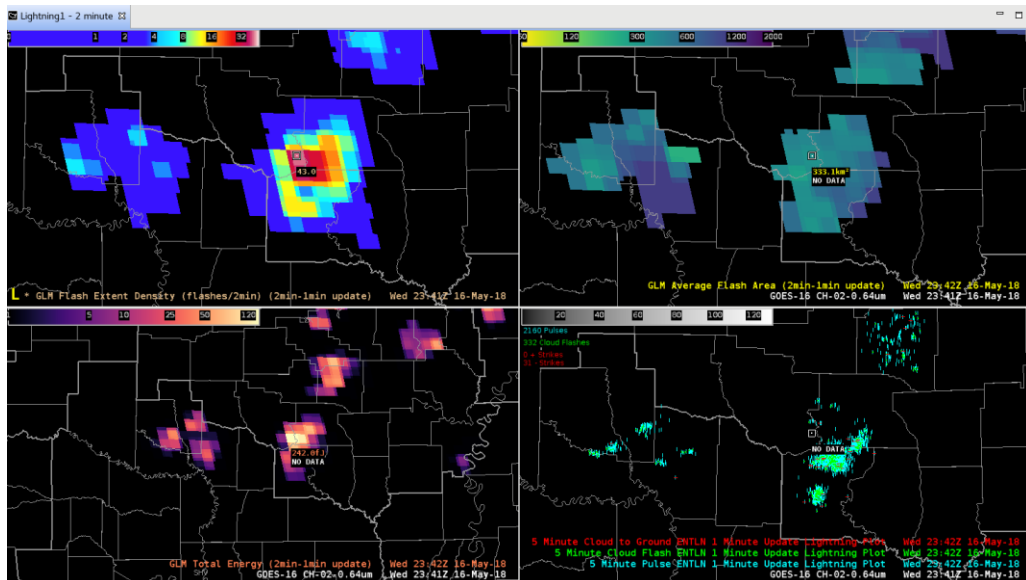 Lightning1 - 2 minute
1 2 4 8 16 32
43.0
L * GLM Flash Extent Density (flashes/2min) (2min-1min update) Wed 23:41Z 16-May-18
60 120 300 600 1200 2000
333.1km²
NO DATA
GLM Average Flash Area (2min-1min update) Wed 23:42Z 16-May-18
GOES-16 CH-02-0.64um Wed 23:41Z 16-May-18
5 10 25 50 120
242.0fJ
NO DATA
GLM Total Energy (2min-1min update) Wed 23:42Z 16-May-18
GOES-16 CH-02-0.64um Wed 23:41Z 16-May-18
20 40 60 80 100 120
2160 Pulses
332 Cloud Flashes
0 + Strikes
31 - Strikes
NO DATA
5 Minute Cloud to Ground ENTLN 1 Minute Update Lightning Plot Wed 23:42Z 16-May-18
5 Minute Cloud Flash ENTLN 1 Minute Update Lightning Plot Wed 23:42Z 16-May-18
5 Minute Pulse ENTLN 1 Minute Update Lightning Plot Wed 23:42Z 16-May-18
GOES-16 CH-02-0.64um Wed 23:41Z 16-May-18